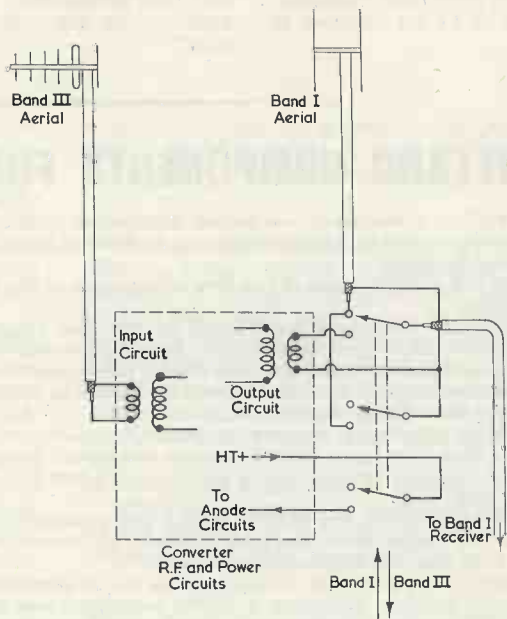 Band III
Aerial
Band I
Aerial
Input
Circuit
Output
Circuit
HT+
To
Anode
Circuits
Converter
R.F. and Power
Circuits
To Band I
Receiver
Band I
Band III